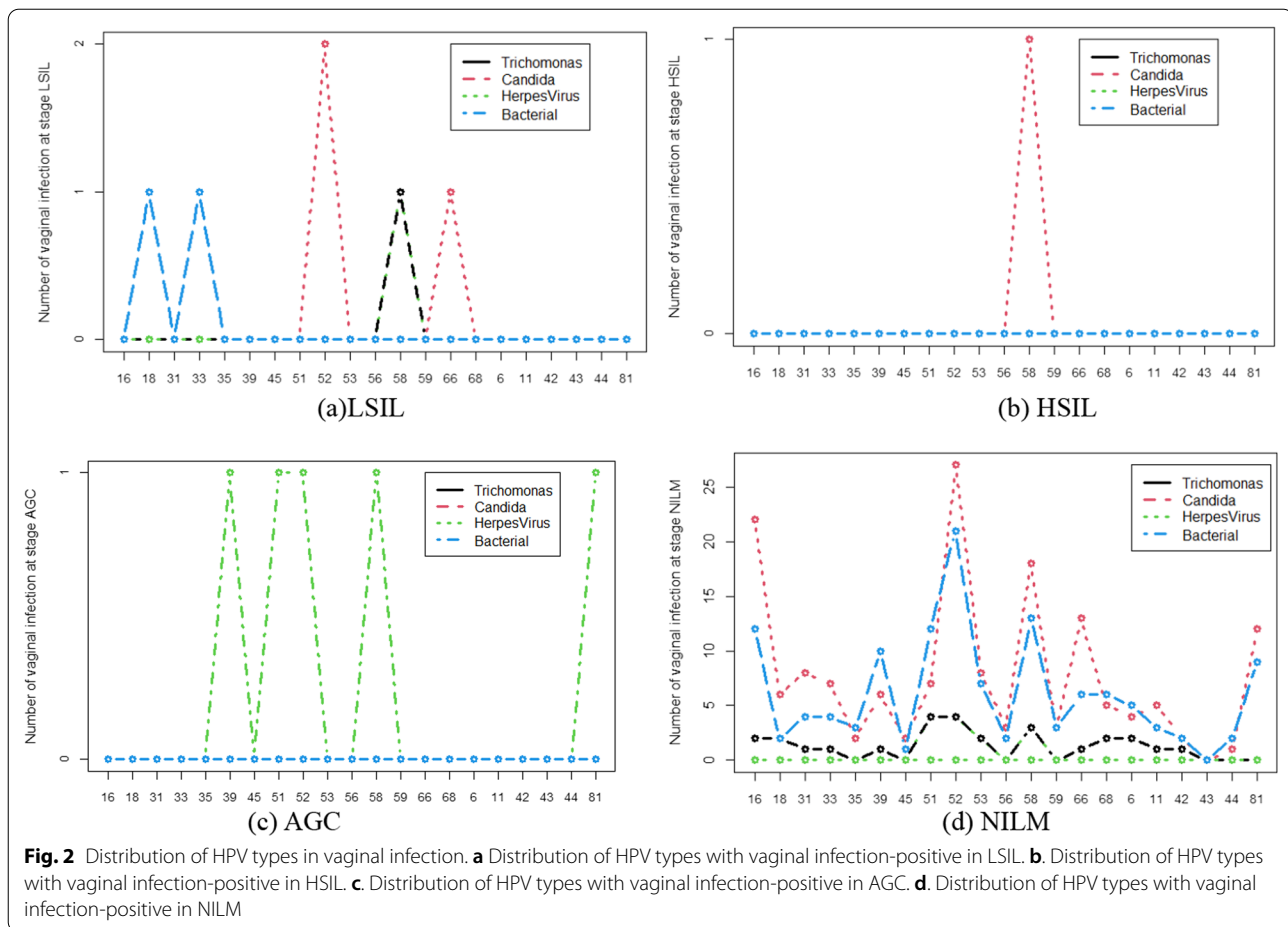 Number of vaginal infection at stage LSIL
2
1
0
Trichomonas
Candida
HerpesVirus
Bacterial
16 18 31 33 35 39 45 51 52 53 56 58 59 66 68 6 11 42 43 44 81
(a)LSIL
Number of vaginal infection at stage HSIL
1
0
Trichomonas
Candida
HerpesVirus
Bacterial
16 18 31 33 35 39 45 51 52 53 56 58 59 66 68 6 11 42 43 44 81
(b) HSIL
Number of vaginal infection at stage AGC
1
0
Trichomonas
Candida
HerpesVirus
Bacterial
16 18 31 33 35 39 45 51 52 53 56 58 59 66 68 6 11 42 43 44 81
(c) AGC
Number of vaginal infection at stage NILM
25
20
15
10
5
0
Trichomonas
Candida
HerpesVirus
Bacterial
16 18 31 33 35 39 45 51 52 53 56 58 59 66 68 6 11 42 43 44 81
(d) NILM
Fig. 2 Distribution of HPV types in vaginal infection. a Distribution of HPV types with vaginal infection-positive in LSIL. b. Distribution of HPV types
with vaginal infection-positive in HSIL. c. Distribution of HPV types with vaginal infection-positive in AGC. d. Distribution of HPV types with vaginal
infection-positive in NILM